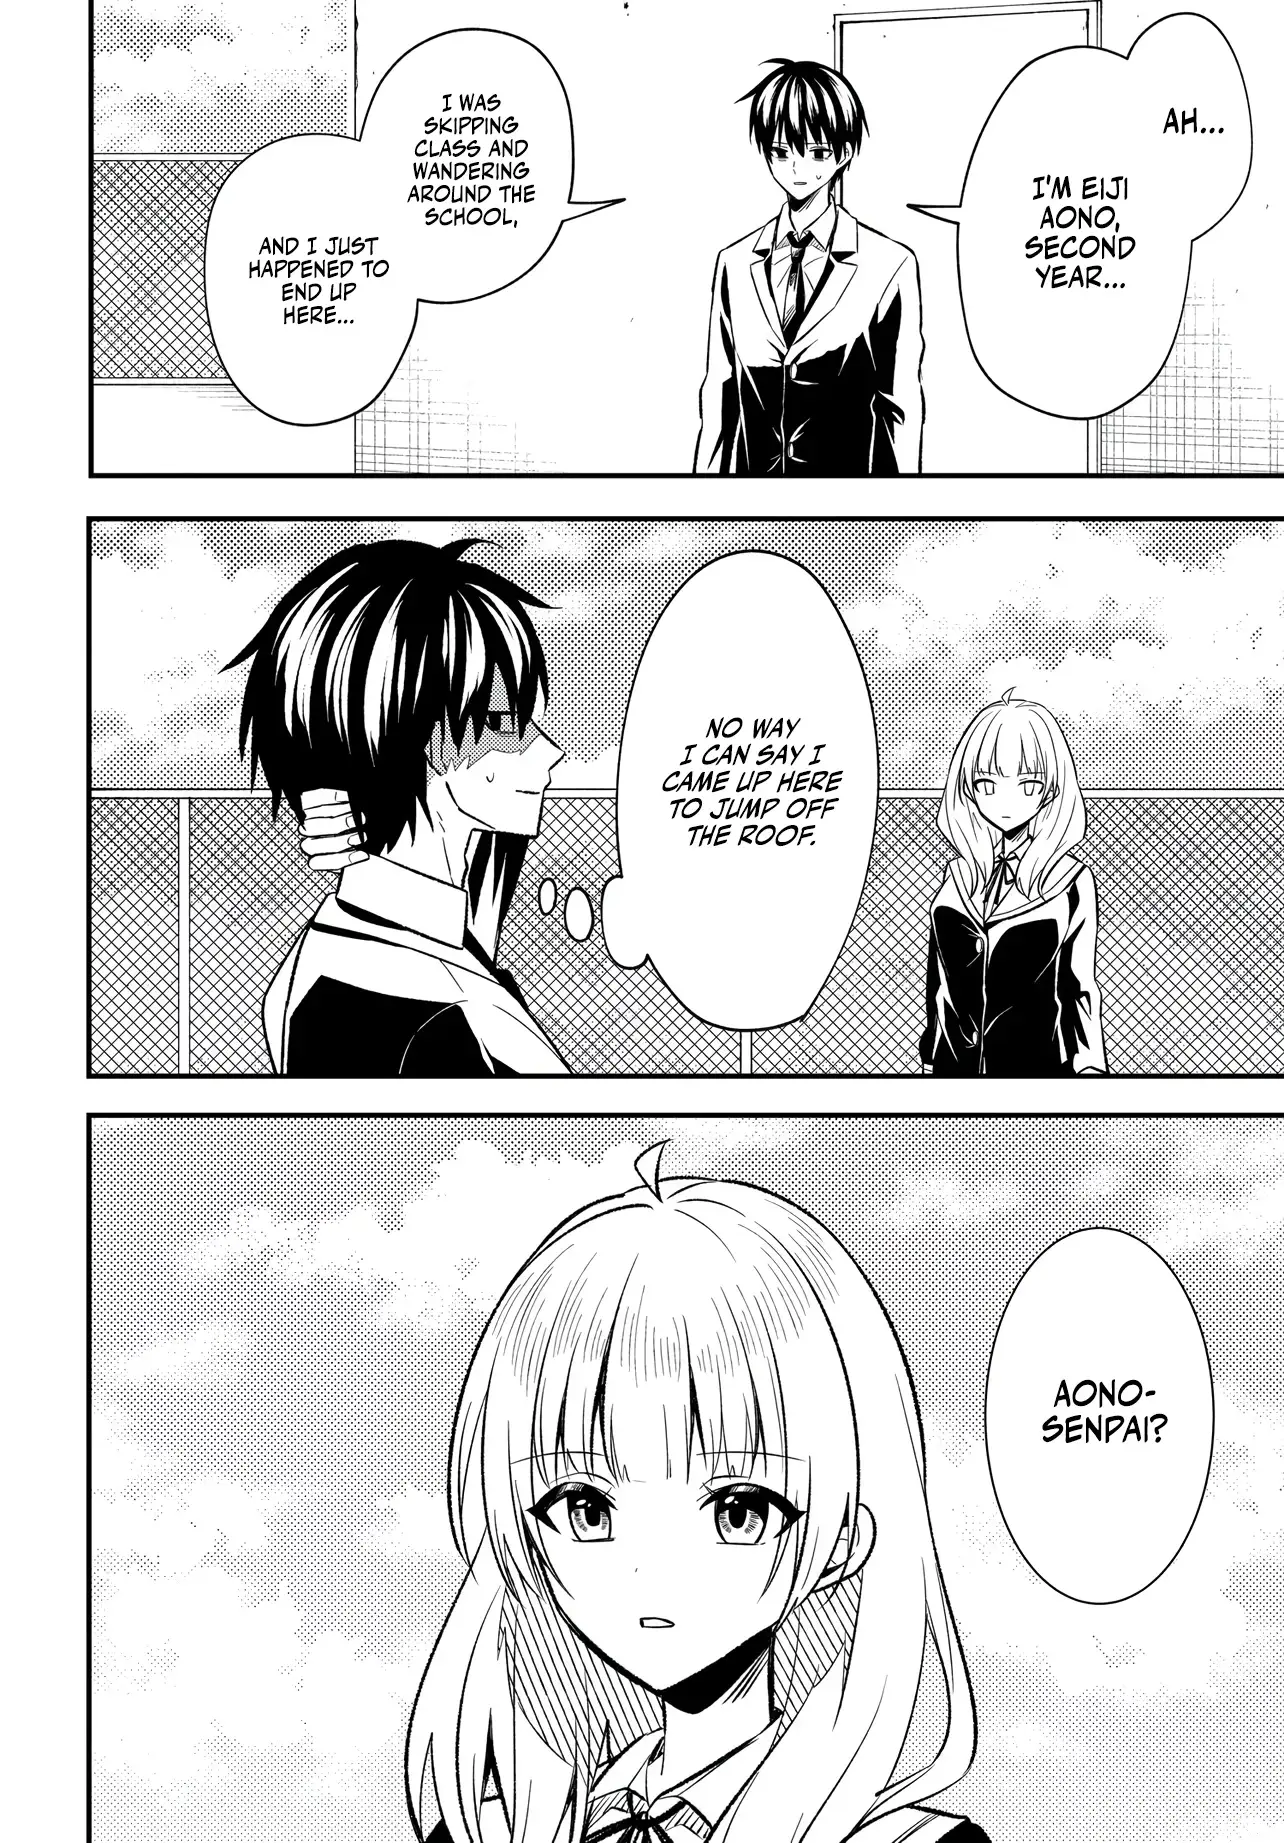 AH...
I'M EIJI
AONO,
SECOND
YEAR...
I WAS
SKIPPING
CLASS AND
WANDERING
AROUND THE
SCHOOL,
AND I JUST
HAPPENED TO
END UP
HERE...
NO WAY
I CAN SAY I
CAME UP HERE
TO JUMP OFF
THE ROOF.
AONO-
SENPAI?